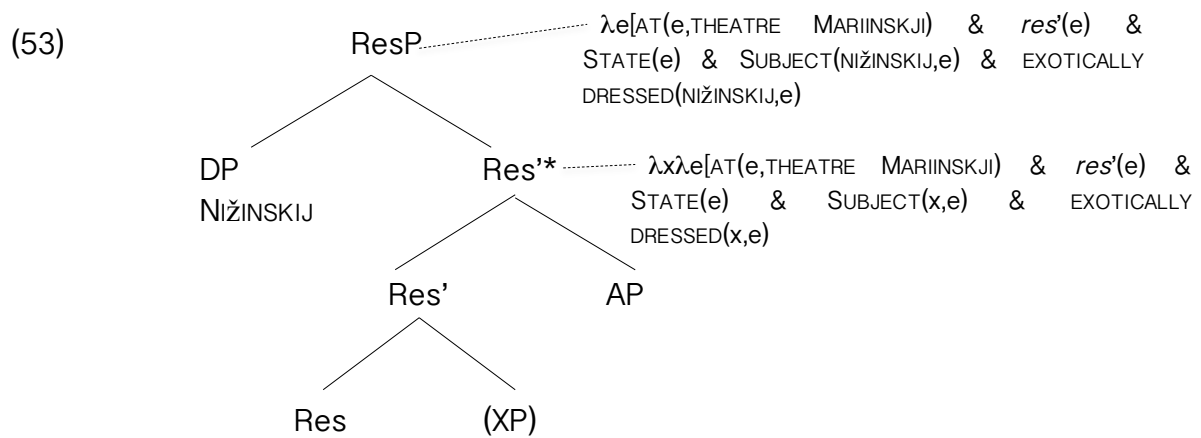 (53)
ResP
λe[AT(e,THEATRE MARIINSKJI) & res'(e) &
STATE(e) & SUBJECT(NIŽINSKIJ,e) & EXOTICALLY
DRESSED(NIŽINSKIJ,e)
DP
NIŽINSKIJ
Res'*
λxλe[AT(e,THEATRE MARIINSKJI) & res'(e) &
STATE(e) & SUBJECT(x,e) & EXOTICALLY
DRESSED(x,e)
Res'
AP
Res
(XP)